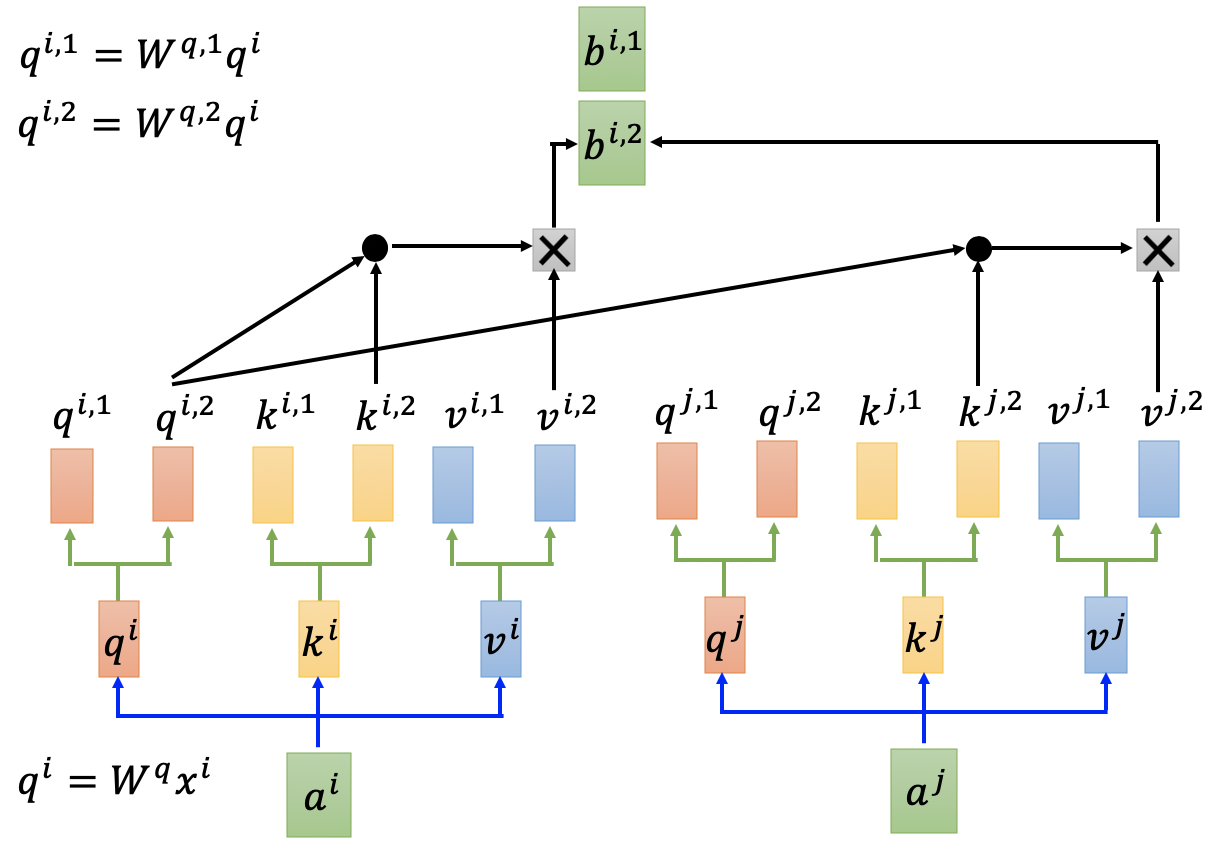 q^{i,1} = W^{q,1}q^i
b^{i,1}
q^{i,2} = W^{q,2}q^i
b^{i,2}
q^{i,1} q^{i,2} k^{i,1} k^{i,2} v^{i,1} v^{i,2} q^{j,1} q^{j,2} k^{j,1} k^{j,2} v^{j,1} v^{j,2}
q^i k^i v^i q^j k^j v^j
q^i = W^q x^i
a^i a^j